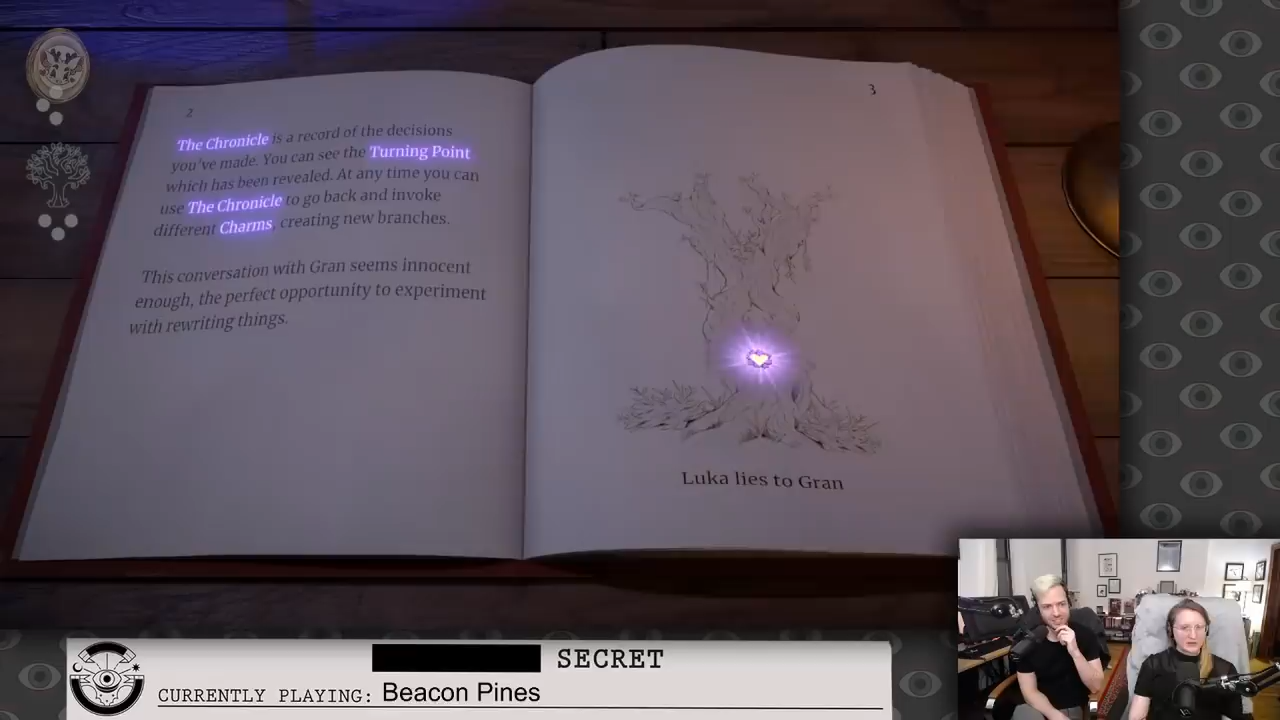 2
The Chronicle is a record of the decisions
you've made. You can see the Turning Point
which has been revealed. At any time you can
use The Chronicle to go back and invoke
different Charms, creating new branches.
This conversation with Gran seems innocent
enough, the perfect opportunity to experiment
with rewriting things.
3
Luka lies to Gran
SECRET
CURRENTLY PLAYING: Beacon Pines